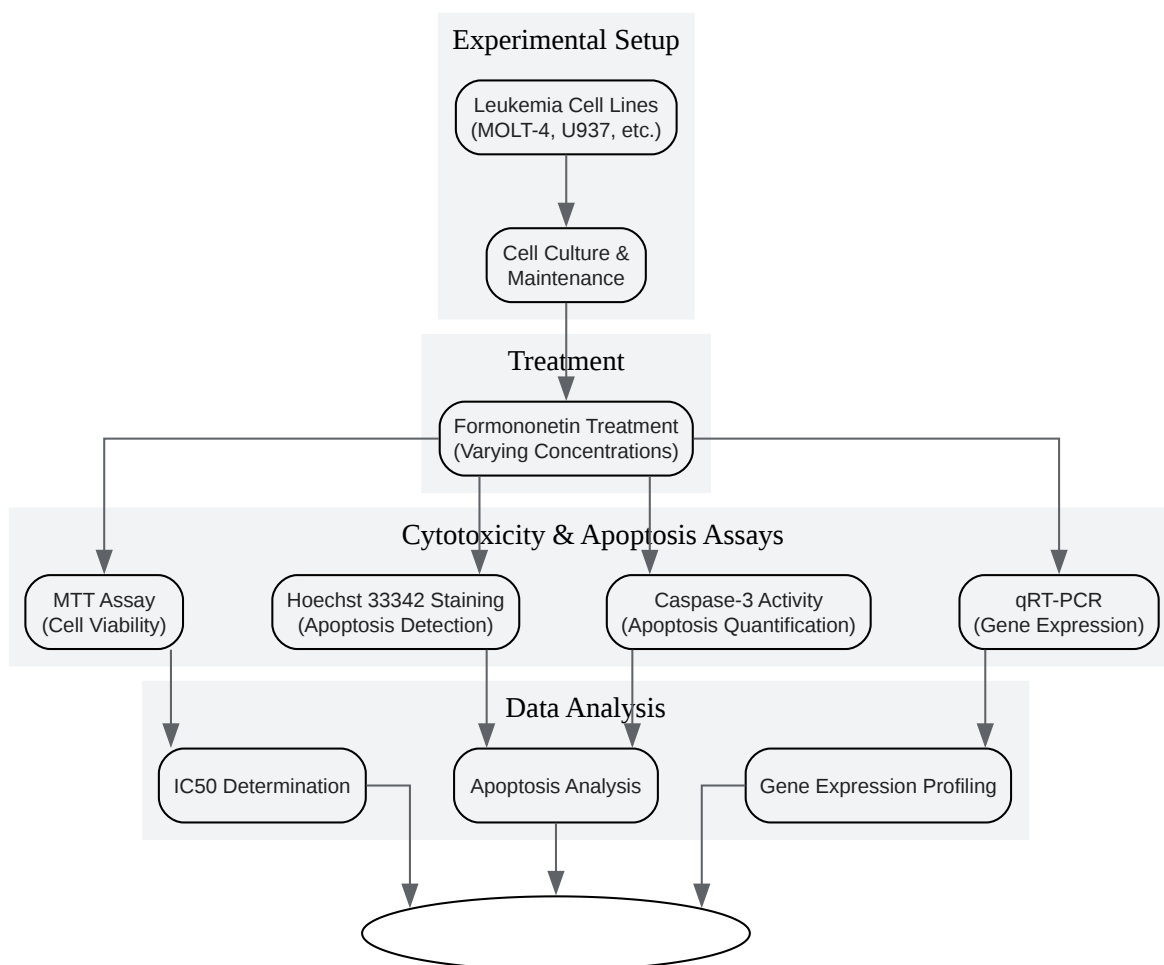 Experimental Setup
Leukemia Cell Lines
(MOLT-4, U937, etc.)
Cell Culture &
Maintenance
Treatment
Formononetin Treatment
(Varying Concentrations)
Cytotoxicity & Apoptosis Assays
MTT Assay
(Cell Viability)
Hoechst 33342 Staining
(Apoptosis Detection)
Caspase-3 Activity
(Apoptosis Quantification)
qRT-PCR
(Gene Expression)
Data Analysis
IC50 Determination
Apoptosis Analysis
Gene Expression Profiling